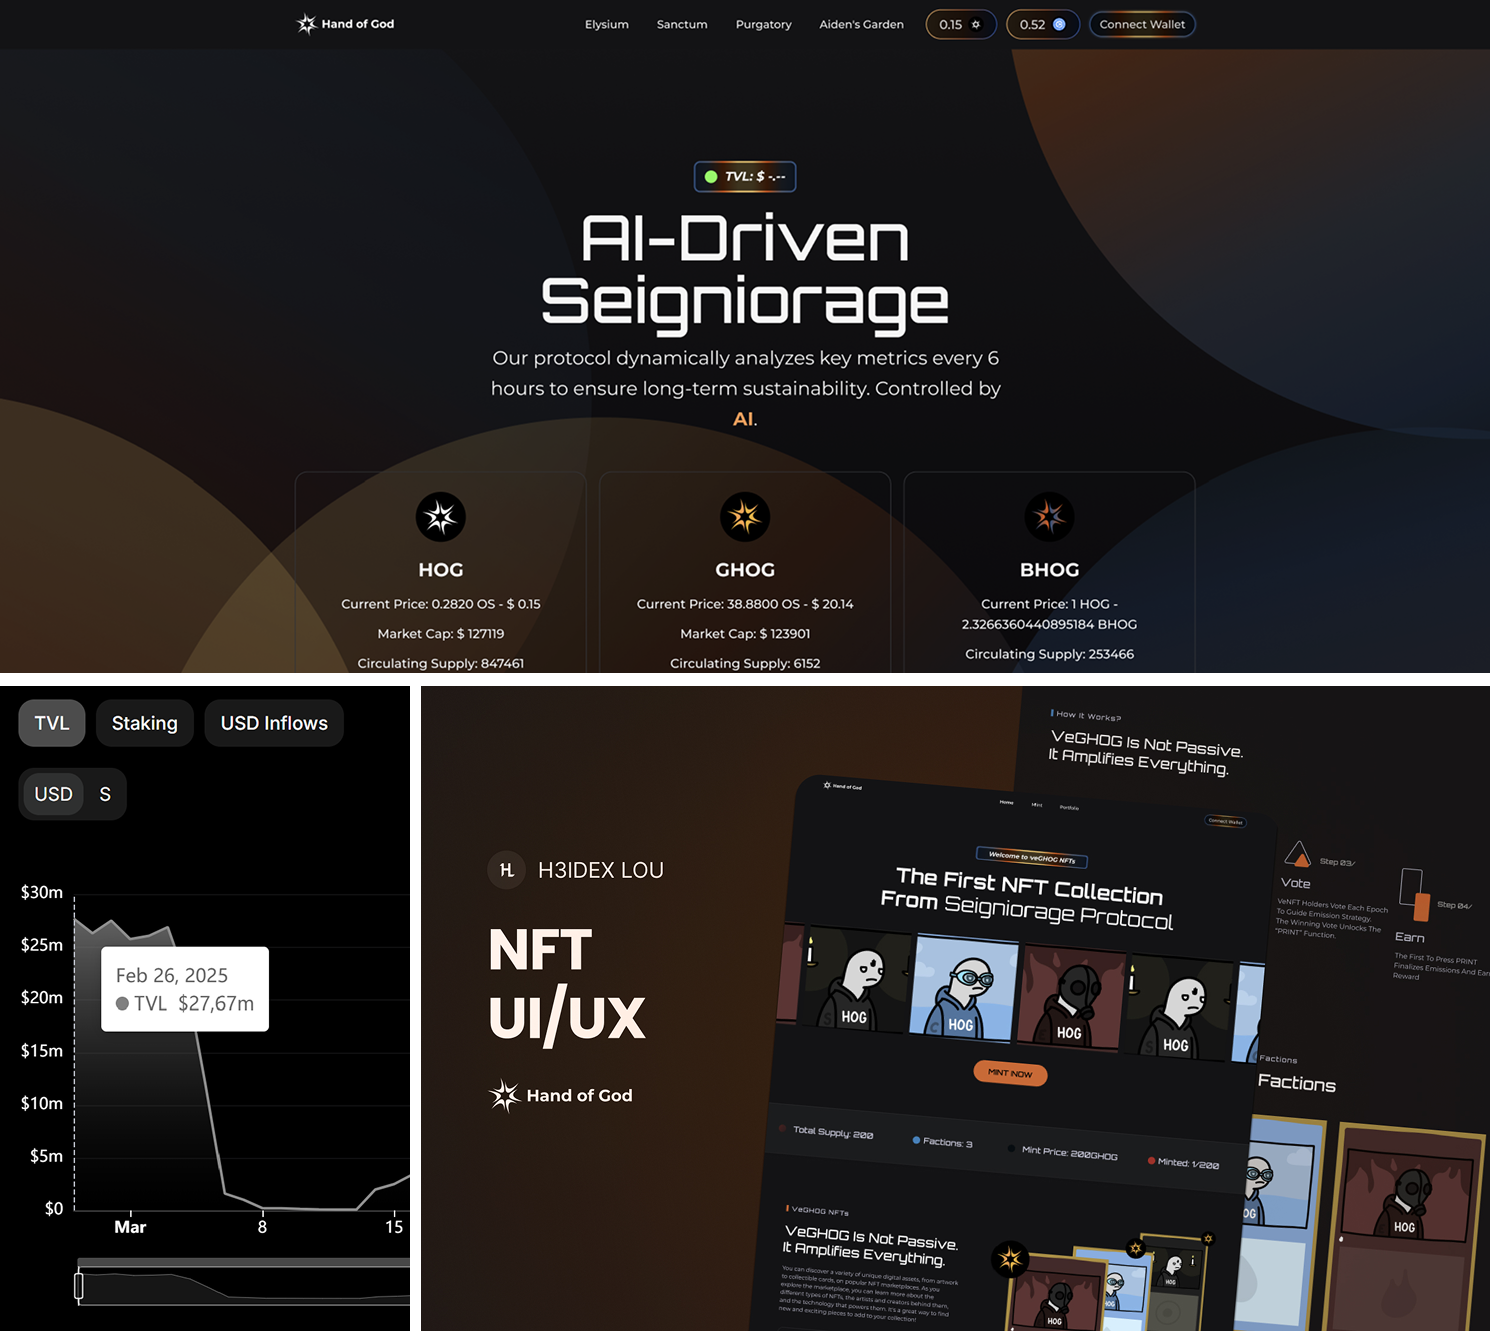 Hand of God
Elysium
Sanctum
Purgatory
Aiden's Garden
0.15
0.52
Connect Wallet
TVL: $ -.--
AI-Driven
Seigniorage
Our protocol dynamically analyzes key metrics every 6
hours to ensure long-term sustainability. Controlled by
AI.
HOG
Current Price: 0.2820 OS - $ 0.15
Market Cap: $ 127119
Circulating Supply: 847461
GHOG
Current Price: 38.8800 OS - $ 20.14
Market Cap: $ 123901
Circulating Supply: 6152
BHOG
Current Price: 1 HOG -
2.3266360440895184 BHOG
Circulating Supply: 253466
TVL
Staking
USD Inflows
USD
S
$30m
$25m
$20m
$15m
$10m
$5m
$0
Feb 26, 2025
TVL $27,67m
Mar
8
15
H3IDEX LOU
NFT
UI/UX
Hand of God
How It Works?
VeGHOG Is Not Passive.
It Amplifies Everything.
Step 03/
Vote
VeNFT Holders Vote Each Epoch
To Guide Emission Strategy.
The Winning Vote Unlocks The
"PRINT" Function.
Step 04/
Earn
The First To Press PRINT
Finalizes Emissions And Ear
Reward
Hand of God
Home
Mint
Portfolio
Connect Wallet
Welcome to veGHOG NFTs
The First NFT Collection
From Seigniorage Protocol
HOG
HOG
HOG
HOG
MINT NOW
Total Supply: 200
Factions: 3
Mint Price: 200GHOG
Minted: 1/200
Factions
Factions
OG
HOG
VeGHOG NFTs
VeGHOG Is Not Passive.
It Amplifies Everything.
You can discover a variety of unique digital assets, from artwork
to collectible cards, on popular NFT marketplaces. As you
explore the marketplace, you can learn more about the
different types of NFTs, the artists and creators behind them,
and the technology that powers them. It's a great way to find
new and exciting pieces to add to your collection!
HOG
OG
HOG